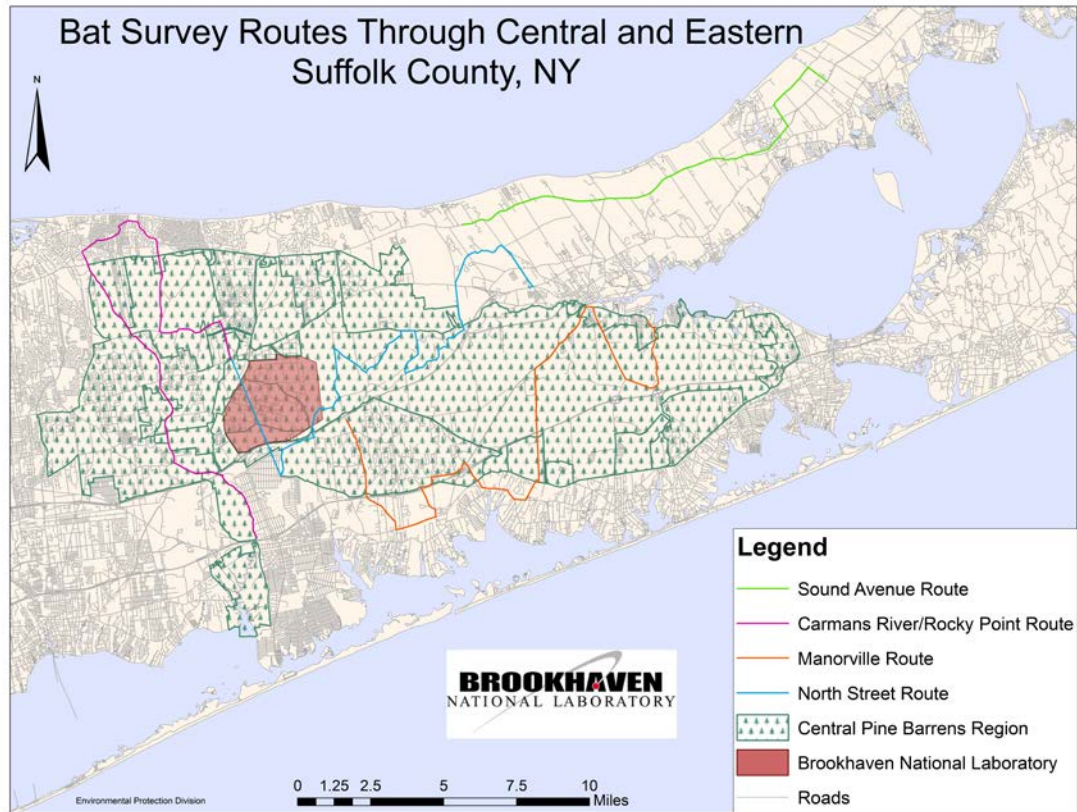 Bat Survey Routes Through Central and Eastern
Suffolk County, NY
N
Legend
Sound Avenue Route
Carmans River/Rocky Point Route
Manorville Route
North Street Route
Central Pine Barrens Region
Brookhaven National Laboratory
Roads
BROOKHAVEN
NATIONAL LABORATORY
0 1.25 2.5 5 7.5 10
Miles
Environmental Protection Division